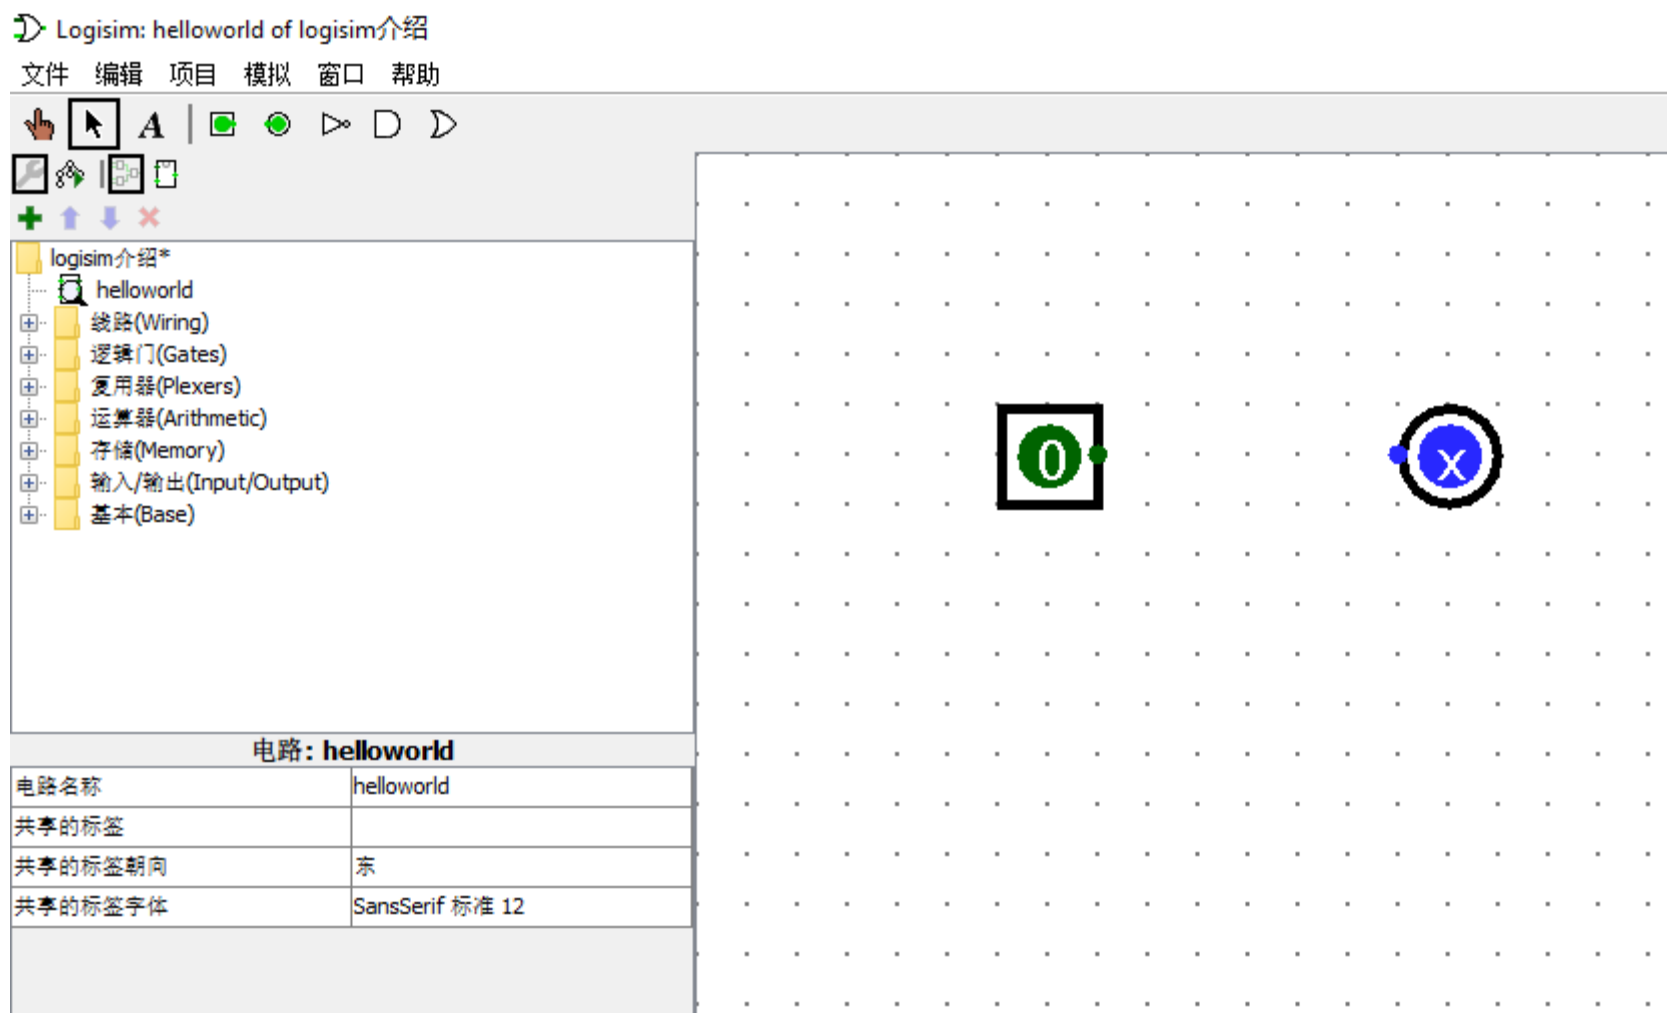 Logisim: helloworld of logisim介绍
文件 编辑 项目 模拟 窗口 帮助
A
logisim介绍*
helloworld
线路(Wiring)
逻辑门(Gates)
复用器(Plexers)
运算器(Arithmetic)
存储(Memory)
输入/输出(Input/Output)
基本(Base)
0
x
电路: helloworld
电路名称 helloworld
共享的标签
共享的标签朝向 东
共享的标签字体 SansSerif 标准 12